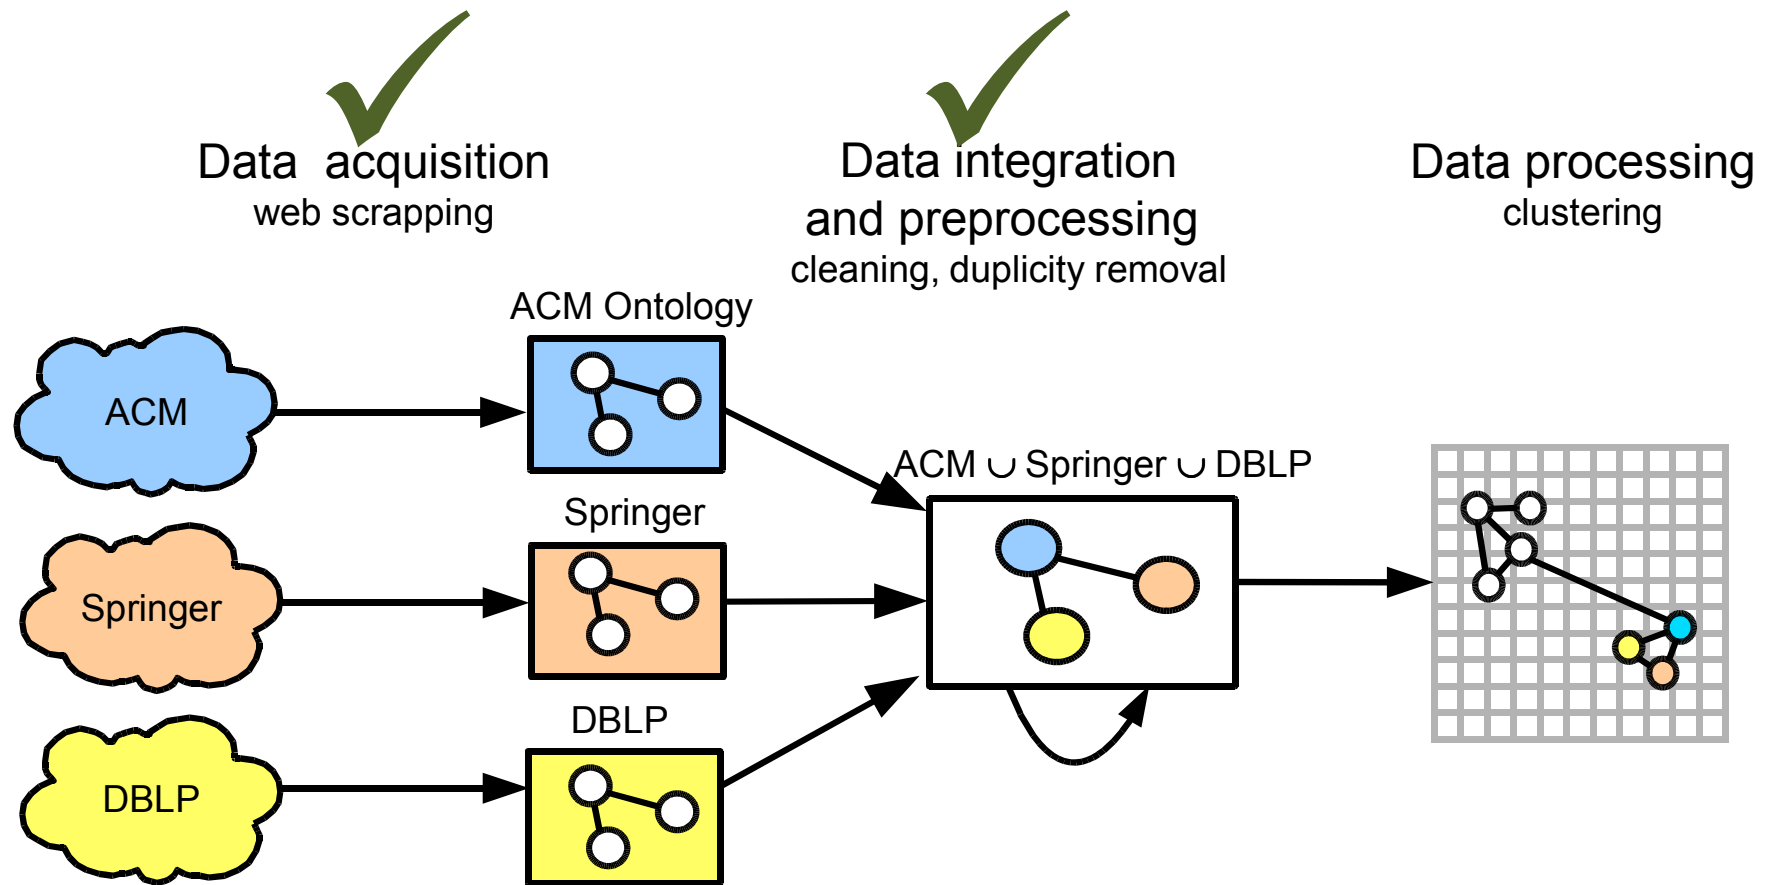 Data acquisition
web scrapping
Data integration
and preprocessing
cleaning, duplicity removal
Data processing
clustering
ACM Ontology
ACM
ACM ∪ Springer ∪ DBLP
Springer
Springer
DBLP
DBLP